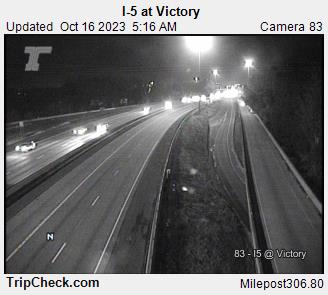 I-5 at Victory
Updated Oct 16 2023 5:16 AM Camera 83
T
N
83 - I5 @ Victory
TripCheck.com Milepost306.80